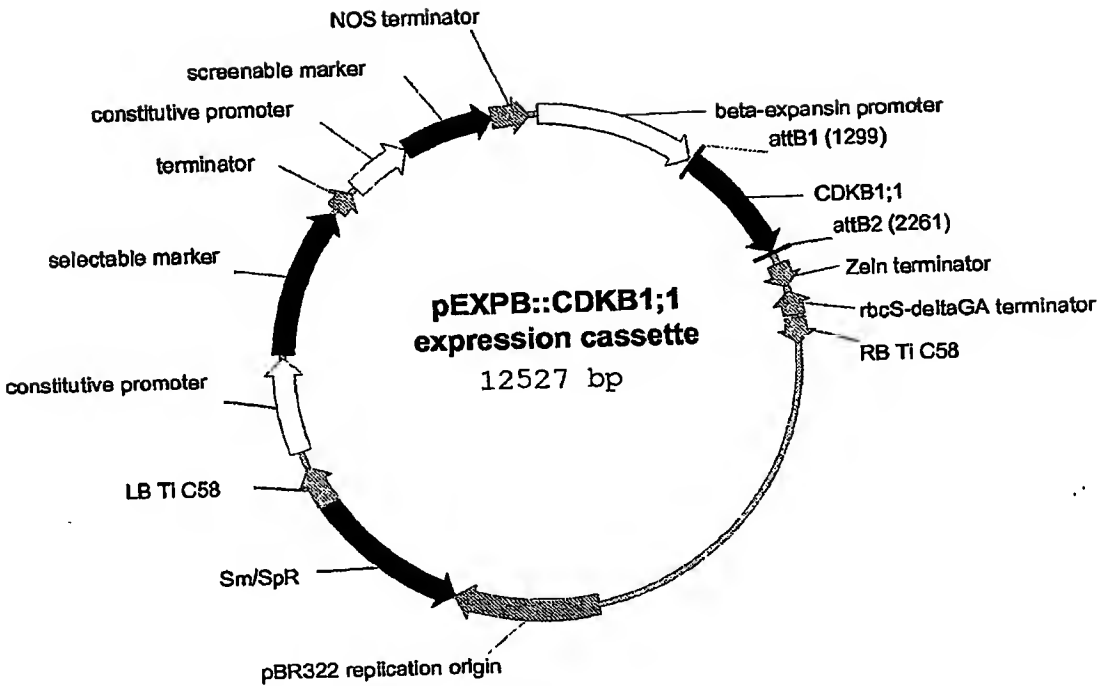 NOS terminator
screenable marker
constitutive promoter
terminator
selectable marker
constitutive promoter
LB Ti C58
Sm/SpR
pBR322 replication origin
beta-expansin promoter
attB1 (1299)
CDKB1;1
attB2 (2261)
Zein terminator
rbcS-deltaGA terminator
RB Ti C58
pEXPB::CDKB1;1
expression cassette
12527 bp